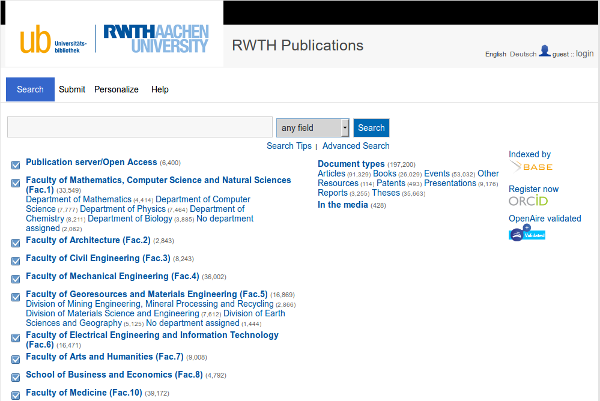 ub Universitäts-
bibliothek
RWTHAACHEN
UNIVERSITY
RWTH Publications
English Deutsch guest :: login
Search Submit Personalize Help
any field Search
Search Tips | Advanced Search
Publication server/Open Access (6,400)
Faculty of Mathematics, Computer Science and Natural Sciences
(Fac.1) (33,549)
Department of Mathematics (4,414) Department of Computer
Science (7,777) Department of Physics (7,464) Department of
Chemistry (8,211) Department of Biology (3,885) No department
assigned (2,062)
Faculty of Architecture (Fac.2) (2,843)
Faculty of Civil Engineering (Fac.3) (8,243)
Faculty of Mechanical Engineering (Fac.4) (38,002)
Faculty of Georesources and Materials Engineering (Fac.5) (16,869)
Division of Mining Engineering, Mineral Processing and Recycling (2,866)
Division of Materials Science and Engineering (7,612) Division of Earth
Sciences and Geography (5,125) No department assigned (1,444)
Faculty of Electrical Engineering and Information Technology
(Fac.6) (16,471)
Faculty of Arts and Humanities (Fac.7) (9,008)
School of Business and Economics (Fac.8) (4,792)
Faculty of Medicine (Fac.10) (39,172)
Document types (197,200)
Articles (91,329) Books (20,029) Events (53,032) Other
Resources (114) Patents (493) Presentations (9,176)
Reports (3,255) Theses (35,663)
In the media (428)
Indexed by
BASE
Register now
ORCID
OpenAire validated
Validated